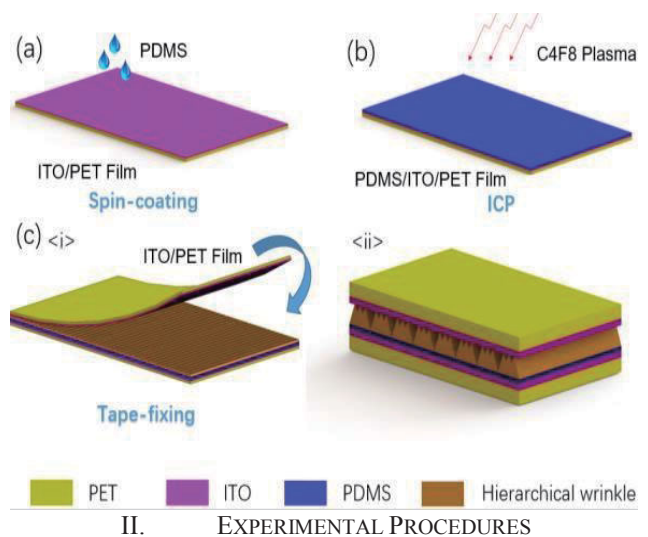 (a)
PDMS
ITO/PET Film
Spin-coating
(b)
C4F8 Plasma
PDMS/ITO/PET Film
ICP
(c) <i>
ITO/PET Film
Tape-fixing
<ii>
PET
ITO
PDMS
Hierarchical wrinkle
II. EXPERIMENTAL PROCEDURES